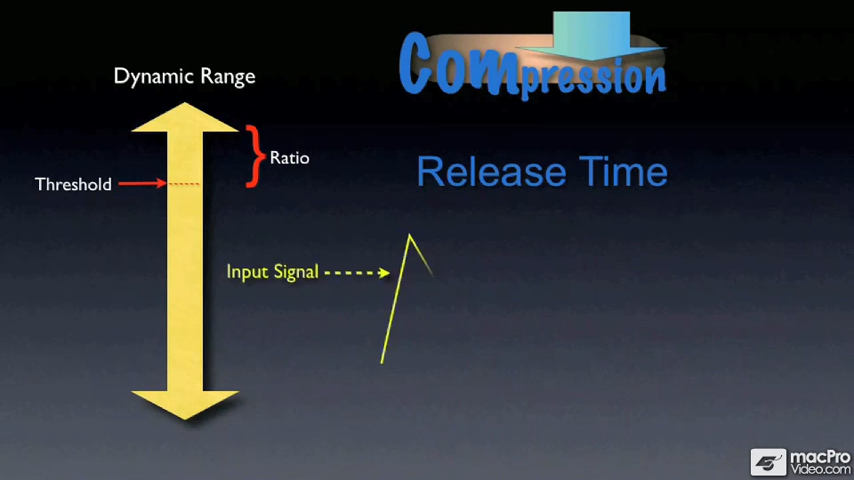 Compression
Dynamic Range
Ratio
Release Time
Threshold
Input Signal
macPro
Video.com